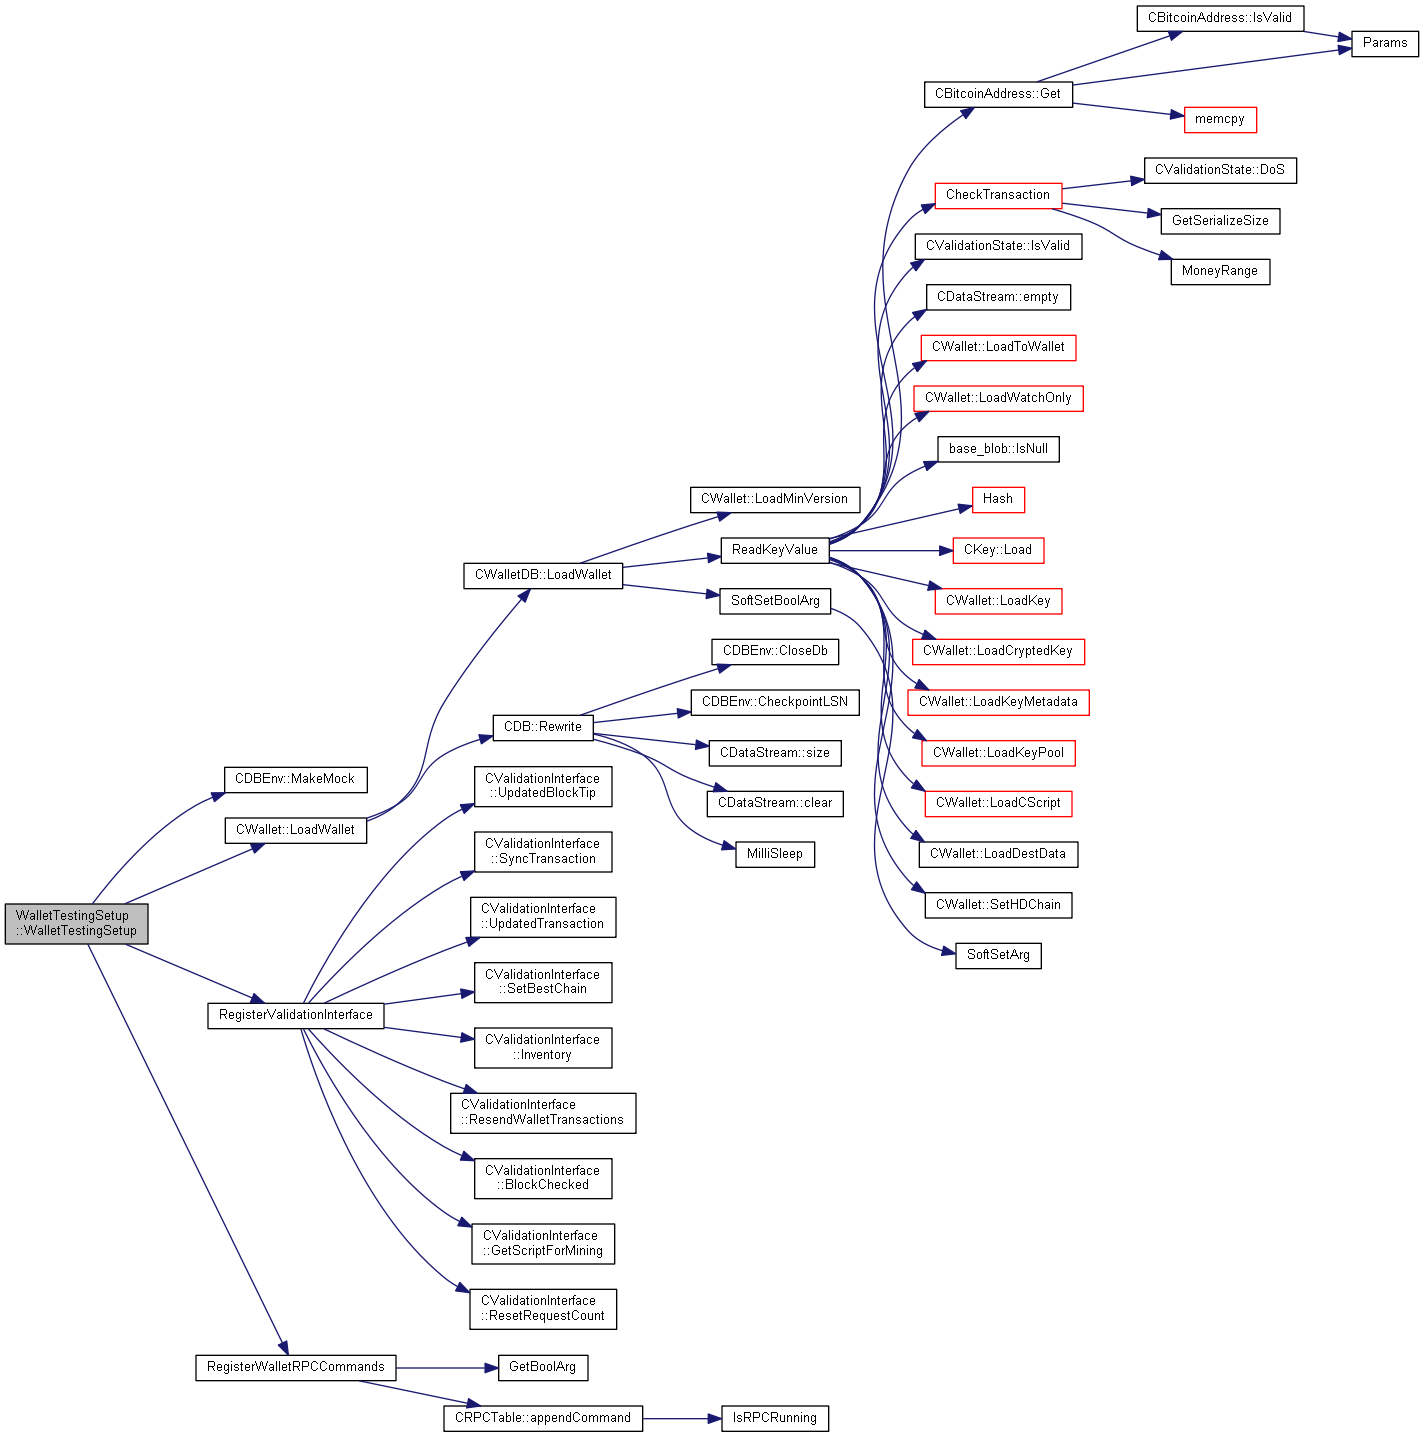 CBitcoinAddress::IsValid
Params
CBitcoinAddress::Get
memcpy
CValidationState::DoS
CheckTransaction
GetSerializeSize
CValidationState::IsValid
MoneyRange
CDataStream::empty
CWallet::LoadToWallet
CWallet::LoadWatchOnly
base_blob::IsNull
CWallet::LoadMinVersion
Hash
ReadKeyValue
CKey::Load
CWalletDB::LoadWallet
SoftSetBoolArg
CWallet::LoadKey
CDBEnv::CloseDb
CWallet::LoadCryptedKey
CDBEnv::CheckpointLSN
CWallet::LoadKeyMetadata
CDB::Rewrite
CDataStream::size
CWallet::LoadKeyPool
CDBEnv::MakeMock
CValidationInterface
::UpdatedBlockTip
CDataStream::clear
CWallet::LoadCScript
CWallet::LoadWallet
CValidationInterface
::SyncTransaction
MilliSleep
CWallet::LoadDestData
WalletTestingSetup
::WalletTestingSetup
CValidationInterface
::UpdatedTransaction
CWallet::SetHDChain
SoftSetArg
CValidationInterface
::SetBestChain
RegisterValidationInterface
CValidationInterface
::Inventory
CValidationInterface
::ResendWalletTransactions
CValidationInterface
::BlockChecked
CValidationInterface
::GetScriptForMining
CValidationInterface
::ResetRequestCount
RegisterWalletRPCCommands
GetBoolArg
CRPCTable::appendCommand
IsRPCRunning